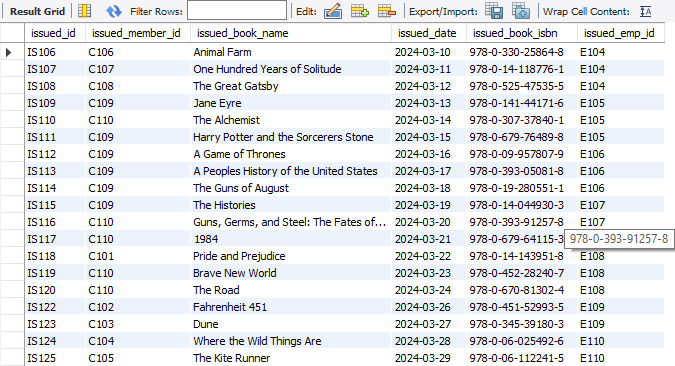 Result Grid Filter Rows: Edit: Export/Import: Wrap Cell Content:
issued_id issued_member_id issued_book_name issued_date issued_book_isbn issued_emp_id
IS106 C106 Animal Farm 2024-03-10 978-0-330-25864-8 E104
IS107 C107 One Hundred Years of Solitude 2024-03-11 978-0-14-118776-1 E104
IS108 C108 The Great Gatsby 2024-03-12 978-0-525-47535-5 E104
IS109 C109 Jane Eyre 2024-03-13 978-0-141-44171-6 E105
IS110 C110 The Alchemist 2024-03-14 978-0-307-37840-1 E105
IS111 C109 Harry Potter and the Sorcerers Stone 2024-03-15 978-0-679-76489-8 E105
IS112 C109 A Game of Thrones 2024-03-16 978-0-09-957807-9 E106
IS113 C109 A Peoples History of the United States 2024-03-17 978-0-393-05081-8 E106
IS114 C109 The Guns of August 2024-03-18 978-0-19-280551-1 E106
IS115 C109 The Histories 2024-03-19 978-0-14-044930-3 E107
IS116 C110 Guns, Germs, and Steel: The Fates of... 2024-03-20 978-0-393-91257-8 E107
IS117 C110 1984 2024-03-21 978-0-679-64115-3 978-0-393-91257-8
IS118 C101 Pride and Prejudice 2024-03-22 978-0-14-143951-8 E108
IS119 C110 Brave New World 2024-03-23 978-0-452-28240-7 E108
IS120 C110 The Road 2024-03-24 978-0-670-81302-4 E108
IS122 C102 Fahrenheit 451 2024-03-26 978-0-451-52993-5 E109
IS123 C103 Dune 2024-03-27 978-0-345-39180-3 E109
IS124 C104 Where the Wild Things Are 2024-03-28 978-0-06-025492-6 E110
IS125 C105 The Kite Runner 2024-03-29 978-0-06-112241-5 E110